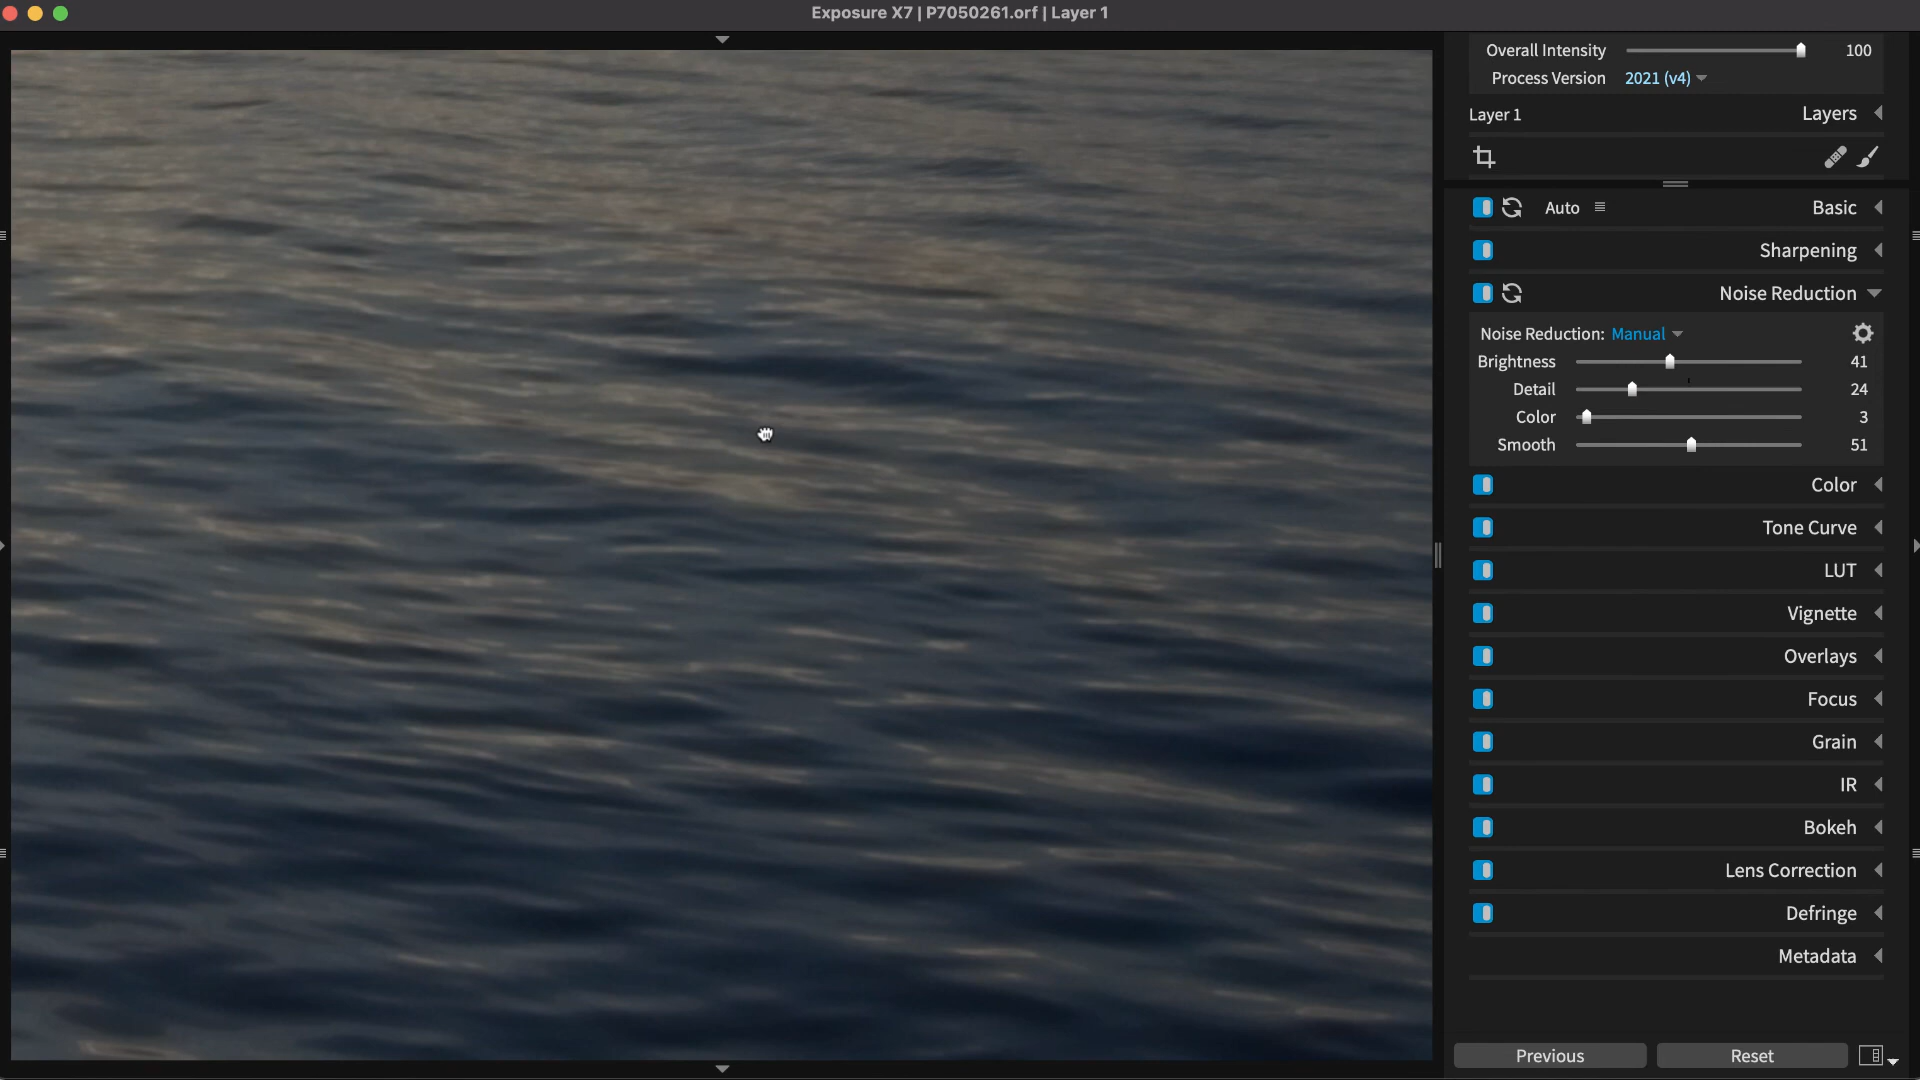 Exposure X7 | P7050261.orf | Layer 1
Overall Intensity 100
Process Version 2021 (v4)
Layer 1 Layers
Auto Basic
Sharpening
Noise Reduction
Noise Reduction: Manual
Brightness 41
Detail 24
Color 3
Smooth 51
Color
Tone Curve
LUT
Vignette
Overlays
Focus
Grain
IR
Bokeh
Lens Correction
Defringe
Metadata
Previous Reset